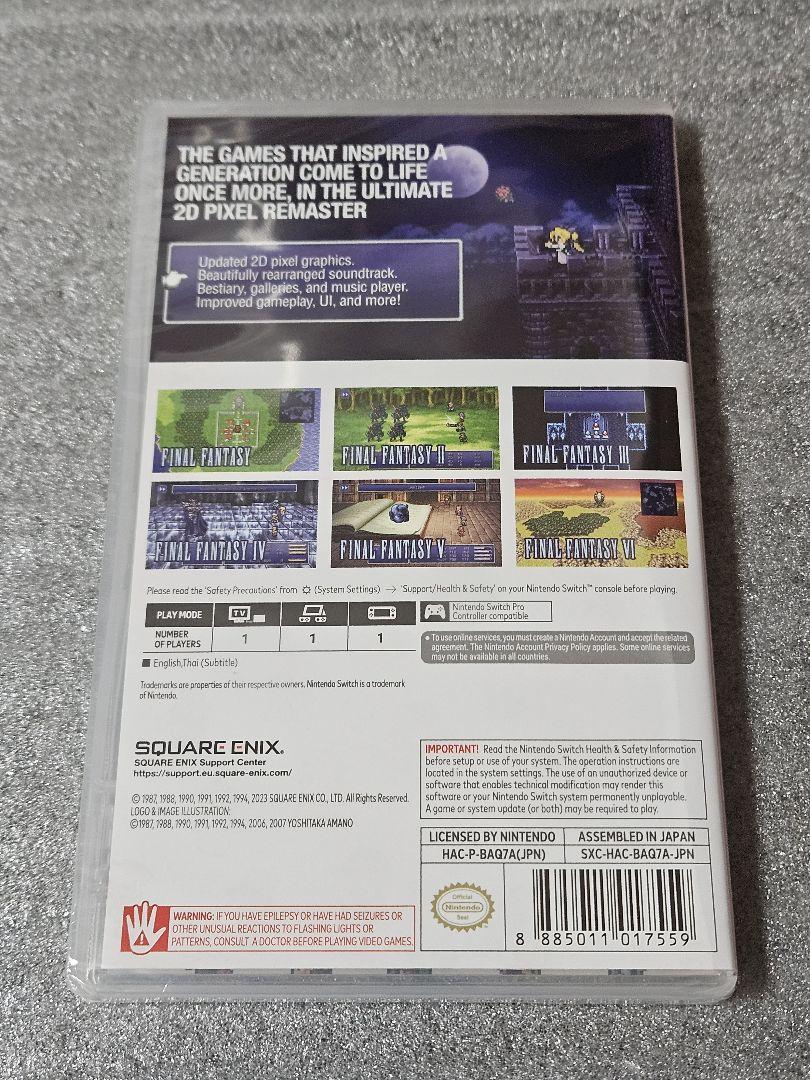 THE GAMES THAT INSPIRED A
GENERATION COME TO LIFE
ONCE MORE, IN THE ULTIMATE
2D PIXEL REMASTER
Updated 2D pixel graphics.
Beautifully rearranged soundtrack.
Bestiary, galleries, and music player.
Improved gameplay, UI, and more!
FINAL FANTASY
FINAL FANTASY II
FINAL FANTASY III
FINAL FANTASY IV
FINAL FANTASY V
FINAL FANTASY VI
Please read the 'Safety Precautions' from (System Settings) → 'Support/Health & Safety' on your Nintendo Switch™ console before playing.
PLAY MODE
TV
NUMBER
OF PLAYERS
1
1
1
Nintendo Switch Pro
Controller compatible
• To use online services, you must create a Nintendo Account and accept the related
agreement. The Nintendo Account Privacy Policy applies. Some online services
may not be available in all countries.
■ English,Thai (Subtitle)
Trademarks are properties of their respective owners. Nintendo Switch is a trademark
of Nintendo.
SQUARE ENIX®
SQUARE ENIX Support Center
https://support.eu.square-enix.com/
© 1987, 1988, 1990, 1991, 1992, 1994, 2023 SQUARE ENIX CO., LTD. All Rights Reserved.
LOGO & IMAGE ILLUSTRATION:
©1987, 1988, 1990, 1991, 1992, 1994, 2006, 2007 YOSHITAKA AMANO
IMPORTANT! Read the Nintendo Switch Health & Safety Information
before setup or use of your system. The operation instructions are
located in the system settings. The use of an unauthorized device or
software that enables technical modification may render this
software or your Nintendo Switch system permanently unplayable.
A game or system update (or both) may be required to play.
LICENSED BY NINTENDO
ASSEMBLED IN JAPAN
HAC-P-BAQ7A(JPN)
SXC-HAC-BAQ7A-JPN
WARNING: IF YOU HAVE EPILEPSY OR HAVE HAD SEIZURES OR
OTHER UNUSUAL REACTIONS TO FLASHING LIGHTS OR
PATTERNS, CONSULT A DOCTOR BEFORE PLAYING VIDEO GAMES.
Official
Nintendo
Seal
8 885011 017559